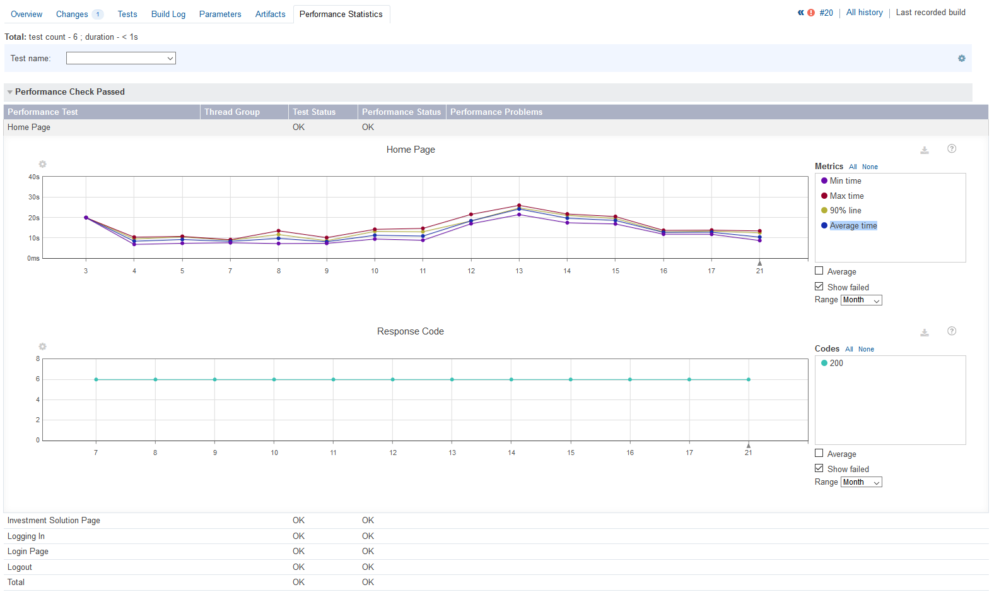 Overview Changes 1 Tests Build Log Parameters Artifacts Performance Statistics « #20 | All history | Last recorded build
Total: test count - 6 ; duration - < 1s
Test name:
Performance Check Passed
Performance Test Thread Group Test Status Performance Status Performance Problems
Home Page OK OK
Home Page
Metrics All None
40s
30s
20s
10s
0ms
3 4 5 7 8 9 10 11 12 13 14 15 16 17 21
Min time
Max time
90% line
Average time
Average
Show failed
Range Month
Response Code
Codes All None
8
6
4
2
0
7 8 9 10 11 12 13 14 15 16 17 21
200
Average
Show failed
Range Month
Investment Solution Page OK OK
Logging In OK OK
Login Page OK OK
Logout OK OK
Total OK OK